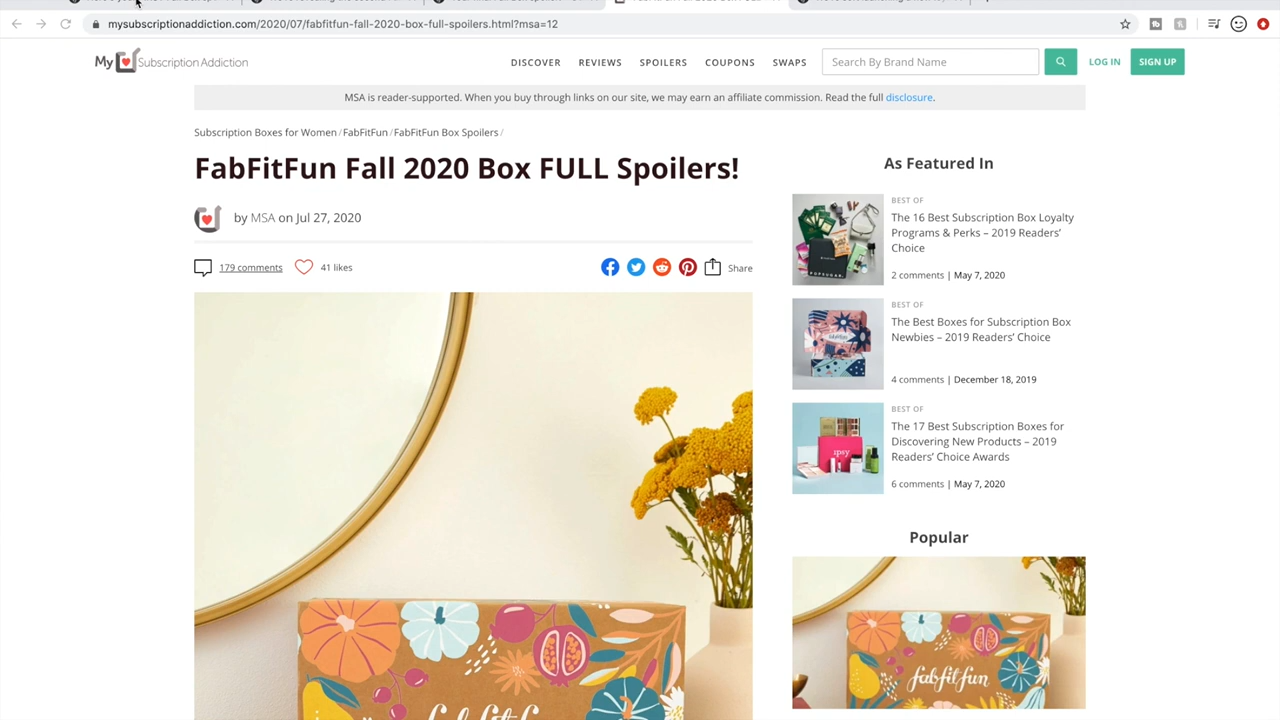 mysubscriptionaddiction.com/2020/07/fabfitfun-fall-2020-box-full-spoilers.html?msa=12
My Subscription Addiction
DISCOVER REVIEWS SPOILERS COUPONS SWAPS
Search By Brand Name
LOG IN
SIGN UP
MSA is reader-supported. When you buy through links on our site, we may earn an affiliate commission. Read the full disclosure.
Subscription Boxes for Women / FabFitFun / FabFitFun Box Spoilers /
FabFitFun Fall 2020 Box FULL Spoilers!
by MSA on Jul 27, 2020
179 comments
41 likes
Share
As Featured In
BEST OF
The 16 Best Subscription Box Loyalty
Programs & Perks – 2019 Readers’
Choice
2 comments | May 7, 2020
BEST OF
The Best Boxes for Subscription Box
Newbies – 2019 Readers’ Choice
4 comments | December 18, 2019
BEST OF
The 17 Best Subscription Boxes for
Discovering New Products – 2019
Readers’ Choice Awards
6 comments | May 7, 2020
POPSUGAR.
ipsy
Popular
fabfitfun
fabfitfun